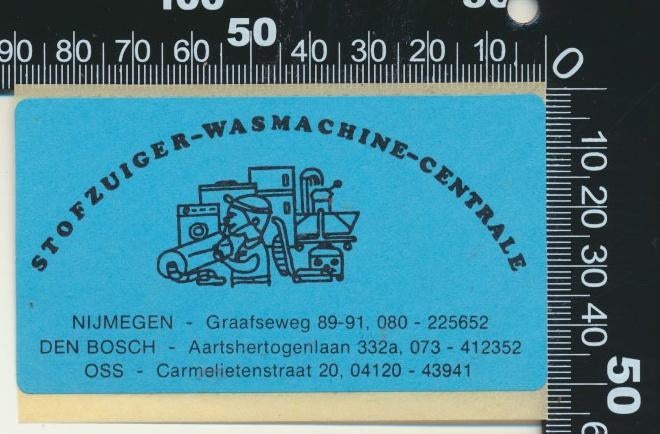 100
50
90 80 70 60 50 40 30 20 10 0
STOFZUIGER-WASMACHINE-CENTRALE
NIJMEGEN - Graafseweg 89-91, 080 - 225652
DEN BOSCH - Aartshertogenlaan 332a, 073 - 412352
OSS - Carmelietenstraat 20, 04120 - 43941
10
20
30
40
50